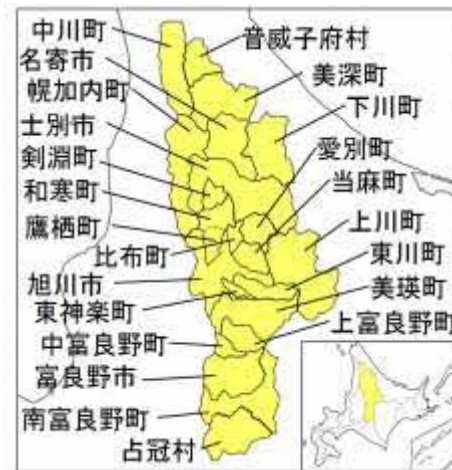 中川町
音威子府村
名寄市
美深町
幌加内町
下川町
士別市
愛別町
剣淵町
当麻町
和寒町
上川町
鷹栖町
比布町
東川町
旭川市
美瑛町
東神楽町
上富良野町
中富良野町
富良野市
南富良野町
占冠村